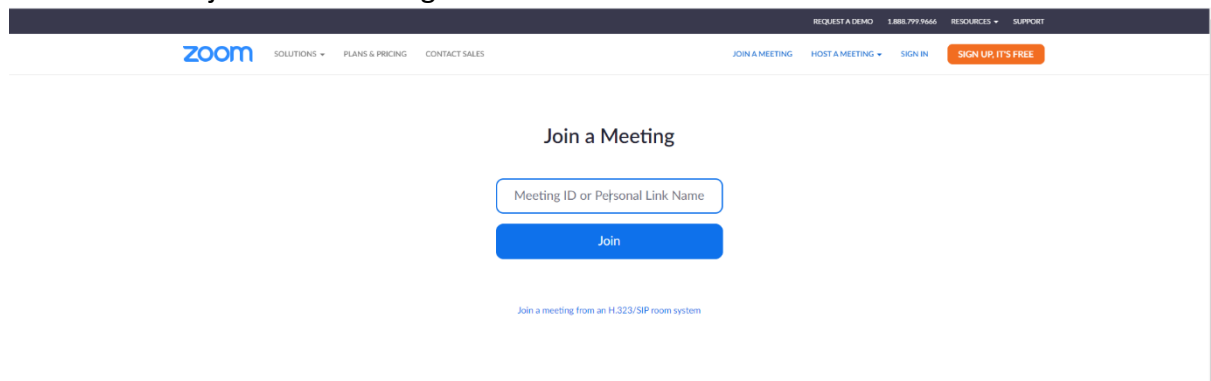 REQUEST A DEMO 1.888.799.9666 RESOURCES SUPPORT
zoom SOLUTIONS PLANS & PRICING CONTACT SALES JOIN A MEETING HOST A MEETING SIGN IN SIGN UP, IT'S FREE
Join a Meeting
Meeting ID or Personal Link Name
Join
Join a meeting from an H.323/SIP room system